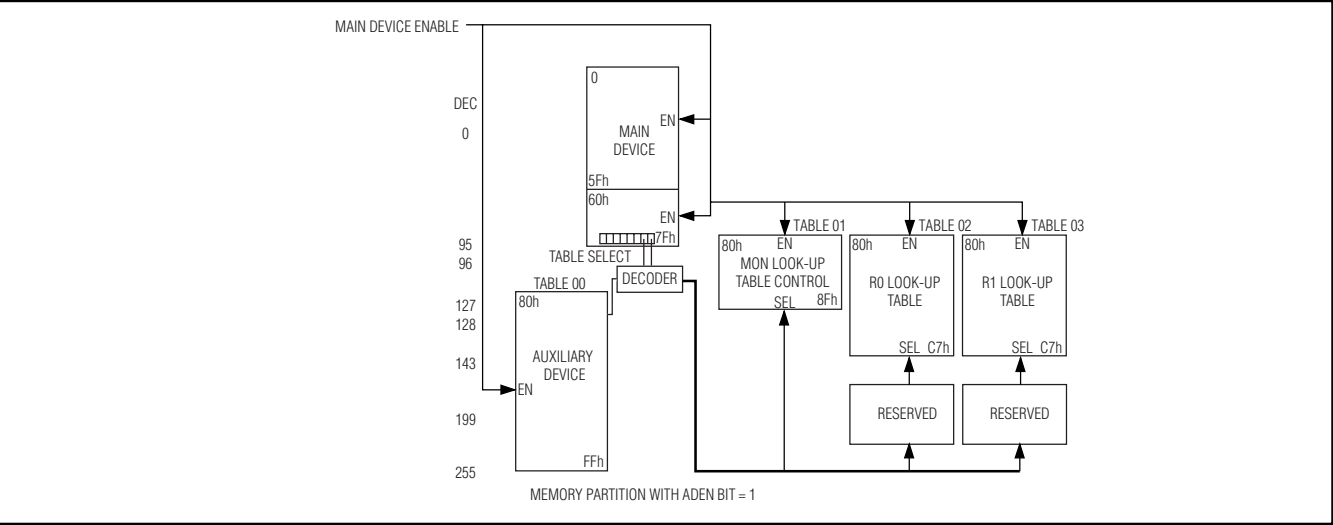 MAIN DEVICE ENABLE
0
DEC
EN
0
MAIN
DEVICE
5Fh
60h
EN
7Fh
TABLE 01
TABLE 02
TABLE 03
95
80h
EN
80h
EN
80h
EN
96
TABLE SELECT
MON LOOK-UP
TABLE CONTROL
R0 LOOK-UP
TABLE
R1 LOOK-UP
TABLE
DECODER
TABLE 00
127
80h
SEL
8Fh
128
143
AUXILIARY
DEVICE
SEL C7h
SEL C7h
EN
199
RESERVED
RESERVED
FFh
255
MEMORY PARTITION WITH ADEN BIT = 1